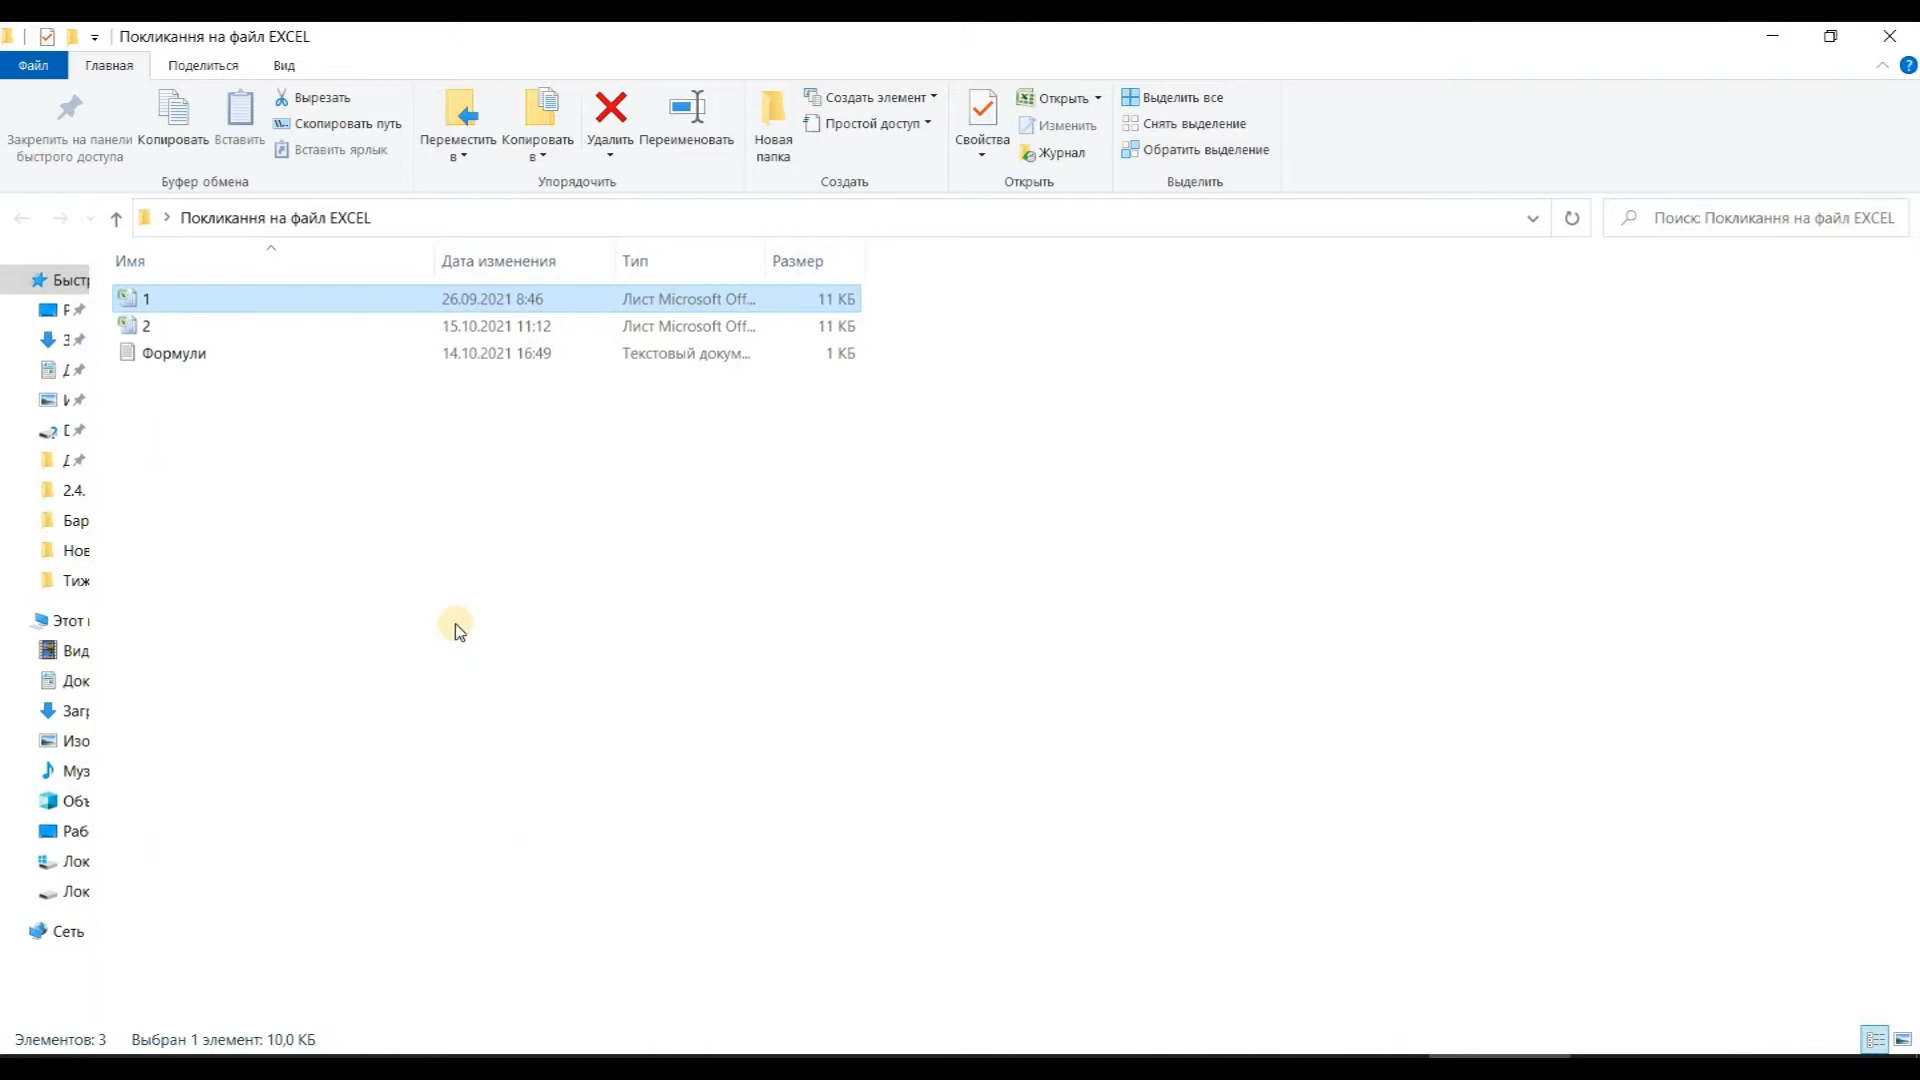 Покликання на файл EXCEL
Файл Главная Поделиться Вид
Закрепить на панели быстрого доступа
Копировать
Вставить
Вырезать
Скопировать путь
Вставить ярлык
Буфер обмена
Переместить в
Копировать в
Удалить
Переименовать
Упорядочить
Новая папка
Создать элемент
Простой доступ
Создать
Свойства
Открыть
Изменить
Журнал
Открыть
Выделить все
Снять выделение
Обратить выделение
Выделить
Покликання на файл EXCEL
Поиск: Покликання на файл EXCEL
Имя Дата изменения Тип Размер
1 26.09.2021 8:46 Лист Microsoft Off... 11 КБ
2 15.10.2021 11:12 Лист Microsoft Off... 11 КБ
Формули 14.10.2021 16:49 Текстовый докум... 1 КБ
Быст
2.4.
Бар
Нов
Тиж
Этот
Вид
Док
Заг
Изо
Муз
Объ
Раб
Лок
Лок
Сеть
Элементов: 3 Выбран 1 элемент: 10,0 КБ